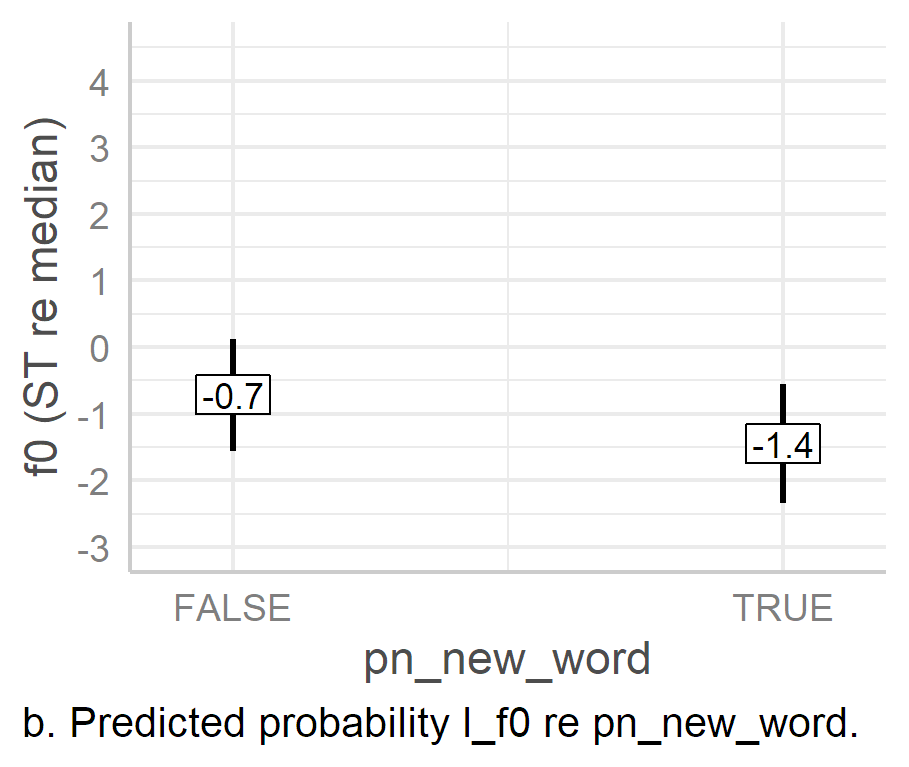 4
3
2
1
0
-1
-2
-3
f0 (ST re median)
-0.7
-1.4
FALSE TRUE
pn_new_word
b. Predicted probability l_f0 re pn_new_word.